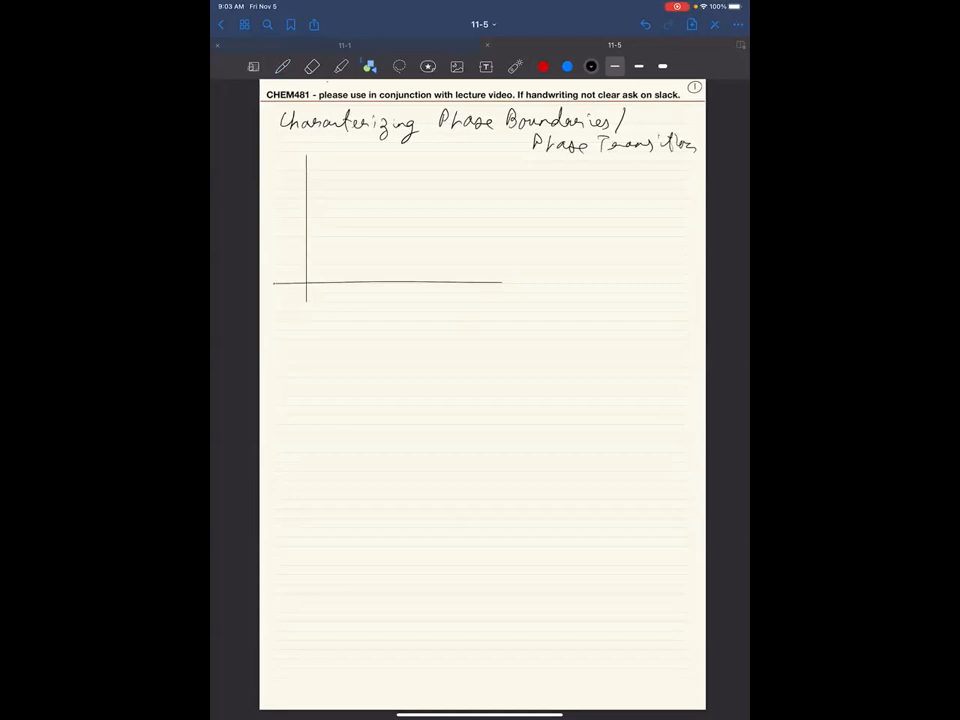 9:03 AM Fri Nov 5
100%
11-5
11-1
11-5
T
CHEM481 - please use in conjunction with lecture video. If handwriting not clear ask on slack.
1
Characterizing Phase Boundaries/
Phase Transitions